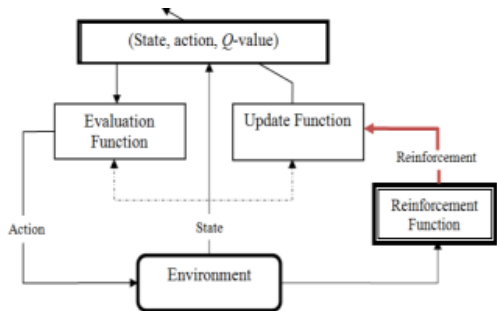 (State, action, Q-value)
Evaluation
Function
Update Function
Reinforcement
Reinforcement
Function
Action
State
Environment